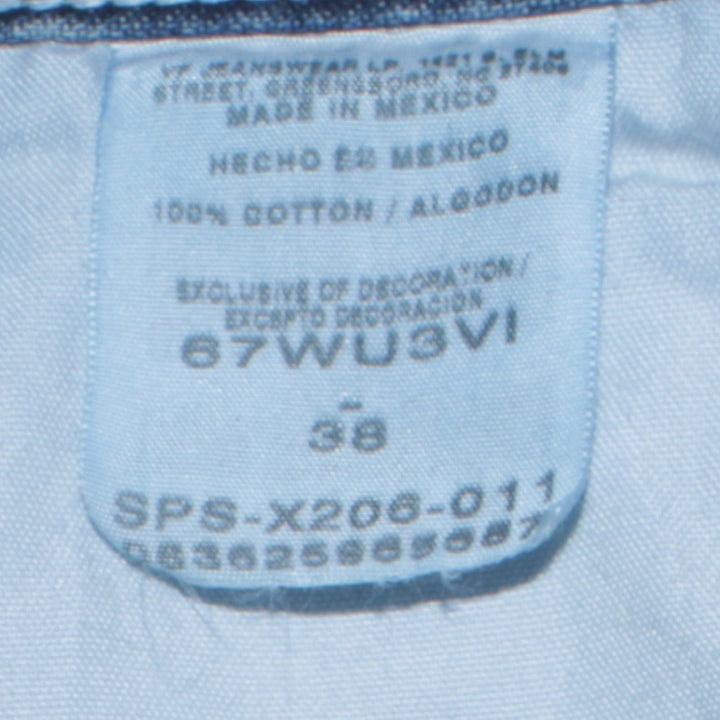 VF JEANSWEAR LP, 
STREET, GREENSBORO, NC 27406
MADE IN MEXICO
HECHO EN MEXICO
100% COTTON / ALGODON
EXCLUSIVE OF DECORATION /
EXCEPTO DECORACION
67WU3VI
-
38
SPS-X206-011